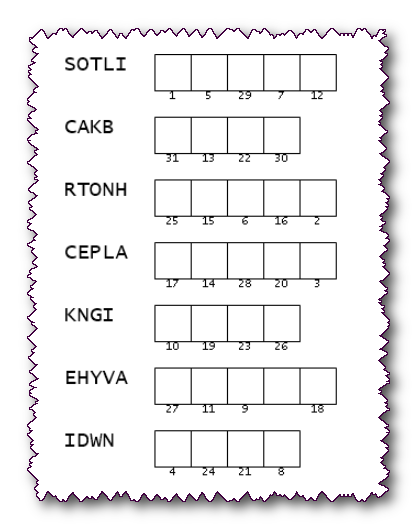 SOTLI
1 5 29 7 12
CAKB
31 13 22 30
RTONH
25 15 6 16 2
CEPLA
17 14 28 20 3
KNGI
10 19 23 26
EHYVA
27 11 9 18
IDWN
4 24 21 8